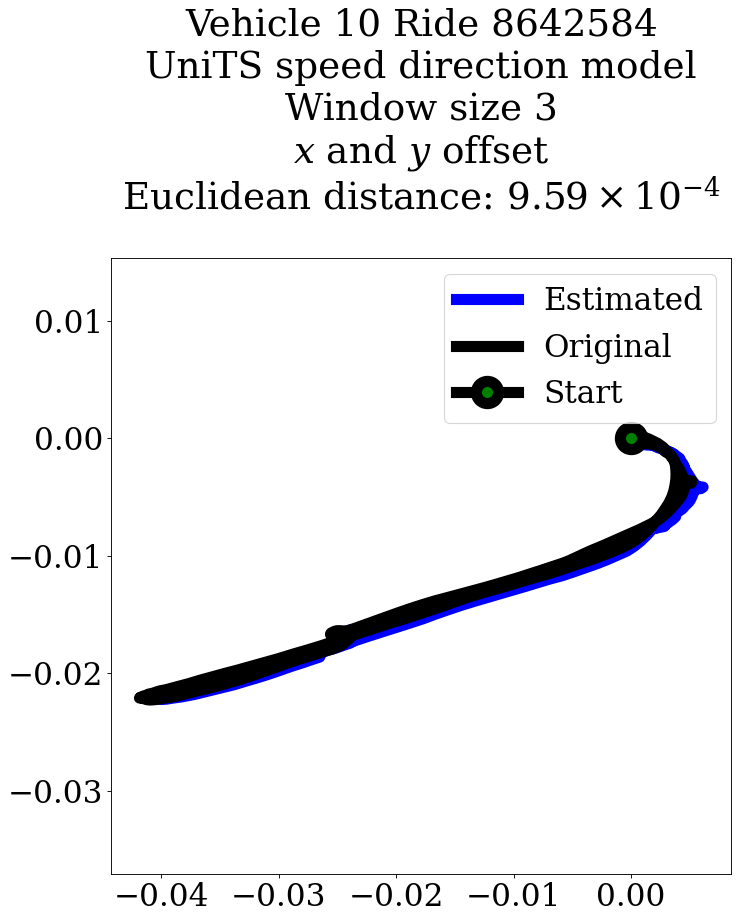 Vehicle 10 Ride 8642584
UniTS speed direction model
Window size 3
x and y offset
Euclidean distance: 9.59 × 10⁻⁴
Estimated
Original
Start
0.01
0.00
−0.01
−0.02
−0.03
−0.04
−0.03
−0.02
−0.01
0.00